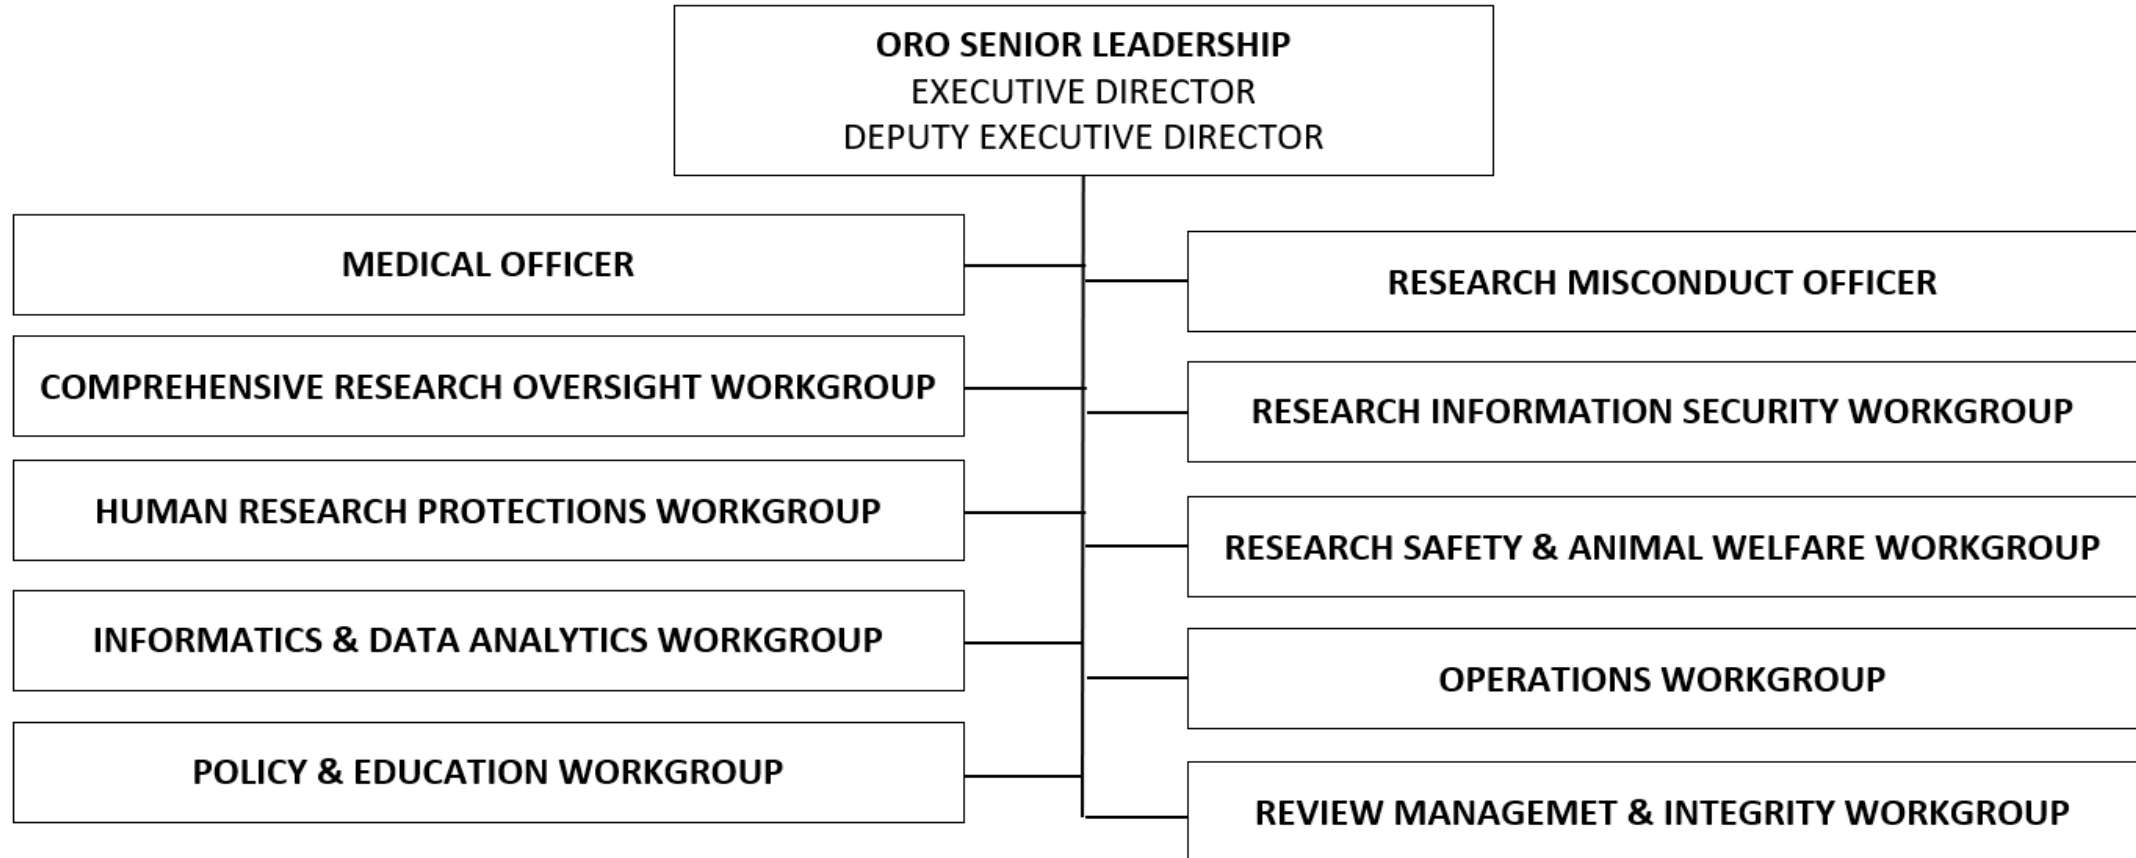 ORO SENIOR LEADERSHIP
EXECUTIVE DIRECTOR
DEPUTY EXECUTIVE DIRECTOR
MEDICAL OFFICER
COMPREHENSIVE RESEARCH OVERSIGHT WORKGROUP
HUMAN RESEARCH PROTECTIONS WORKGROUP
INFORMATICS & DATA ANALYTICS WORKGROUP
POLICY & EDUCATION WORKGROUP
RESEARCH MISCONDUCT OFFICER
RESEARCH INFORMATION SECURITY WORKGROUP
RESEARCH SAFETY & ANIMAL WELFARE WORKGROUP
OPERATIONS WORKGROUP
REVIEW MANAGEMET & INTEGRITY WORKGROUP